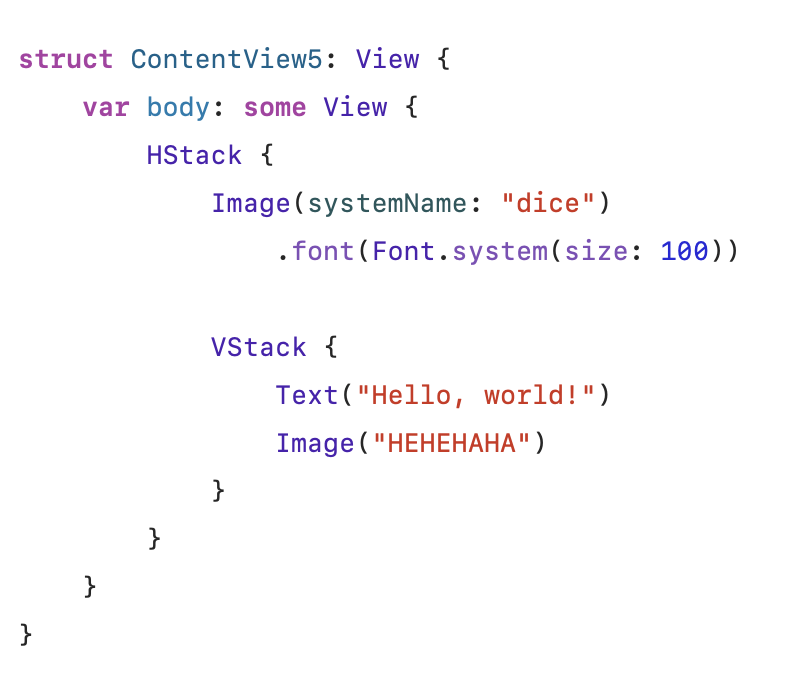 struct ContentView5: View {
    var body: some View {
        HStack {
            Image(systemName: "dice")
                .font(Font.system(size: 100))

            VStack {
                Text("Hello, world!")
                Image("HEHEHAHA")
            }
        }
    }
}